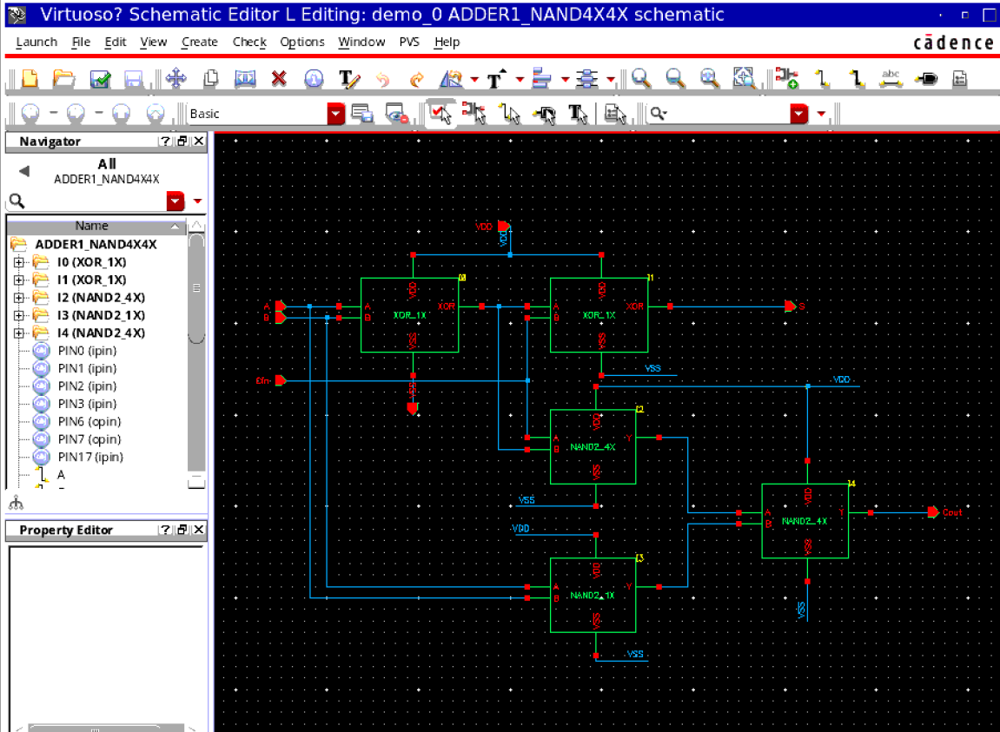 Virtuoso? Schematic Editor L Editing: demo_0 ADDER1_NAND4X4X schematic
Launch File Edit View Create Check Options Window PVS Help
cādence
T T
abc
Basic
T
Navigator ?
All
ADDER1_NAND4X4X
Name
ADDER1_NAND4X4X
I0 (XOR_1X)
I1 (XOR_1X)
I2 (NAND2_4X)
I3 (NAND2_1X)
I4 (NAND2_4X)
PIN0 (ipin)
PIN1 (ipin)
PIN2 (ipin)
PIN3 (ipin)
PIN6 (opin)
PIN7 (opin)
PIN17 (ipin)
A
Property Editor ?
VDD
VDD
I0 I1
VDD VDD
A A XOR A XOR S
B B XOR_1X B XOR_1X
VSS VSS
VSS
Cin
VSS
VDD
I2
VDD
A Y
B NAND2_4X
VSS
VSS
I4
VDD
A Y Cout
B NAND2_4X
VSS
VSS
VDD
I3
VDD
A Y
B NAND2_1X
VSS
VSS